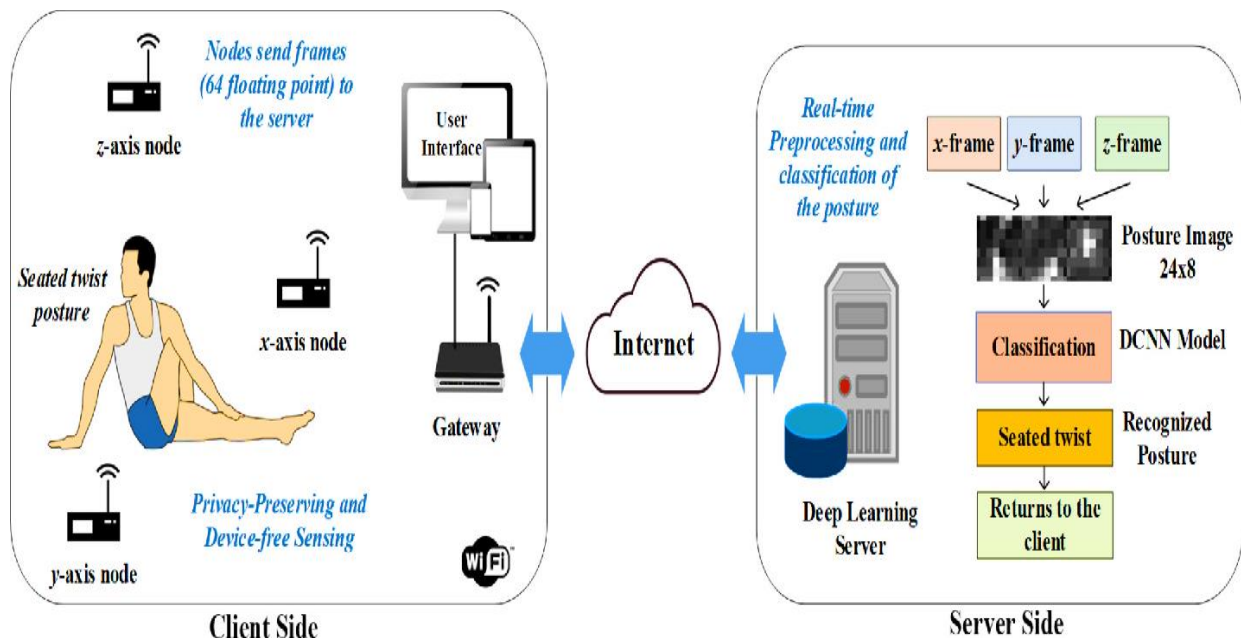 Nodes send frames
(64 floating point) to
the server
z-axis node
User
Interface
Seated twist
posture
x-axis node
Gateway
Privacy-Preserving and
Device-free Sensing
y-axis node
WiFi™
Client Side
Internet
Real-time
Preprocessing and
classification of
the posture
x-frame
y-frame
z-frame
Posture Image
24x8
Classification
DCNN Model
Seated twist
Recognized
Posture
Returns to the
client
Deep Learning
Server
Server Side